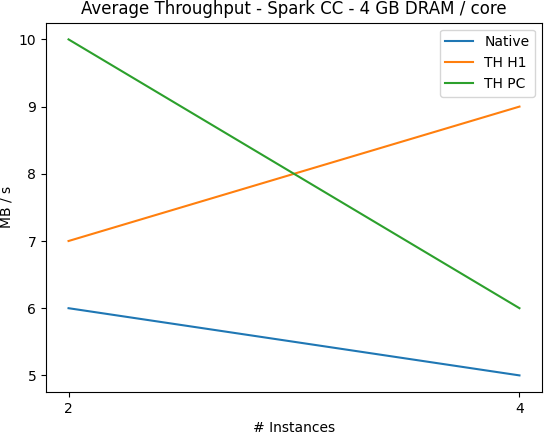 Average Throughput - Spark CC - 4 GB DRAM / core
Native
TH H1
TH PC
MB / s
10
9
8
7
6
5
2
4
# Instances